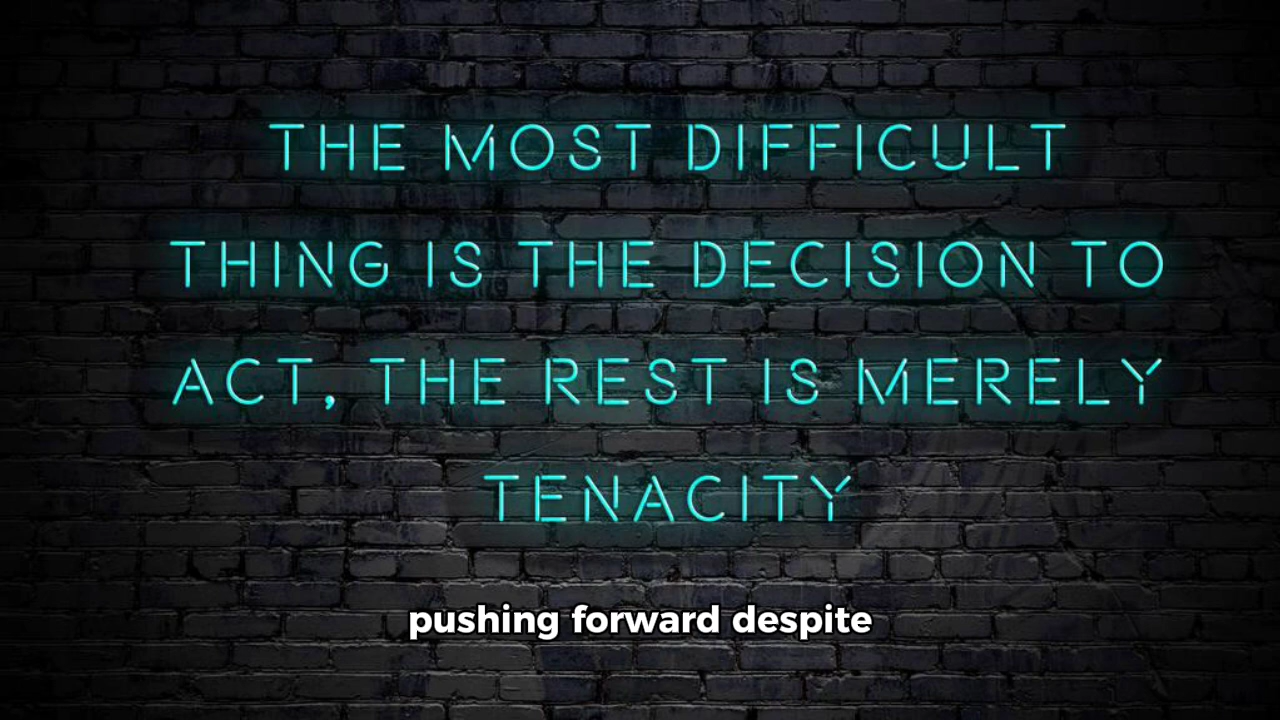 THE MOST DIFFICULT
THING IS THE DECISION TO
ACT, THE REST IS MERELY
TENACITY
pushing forward despite